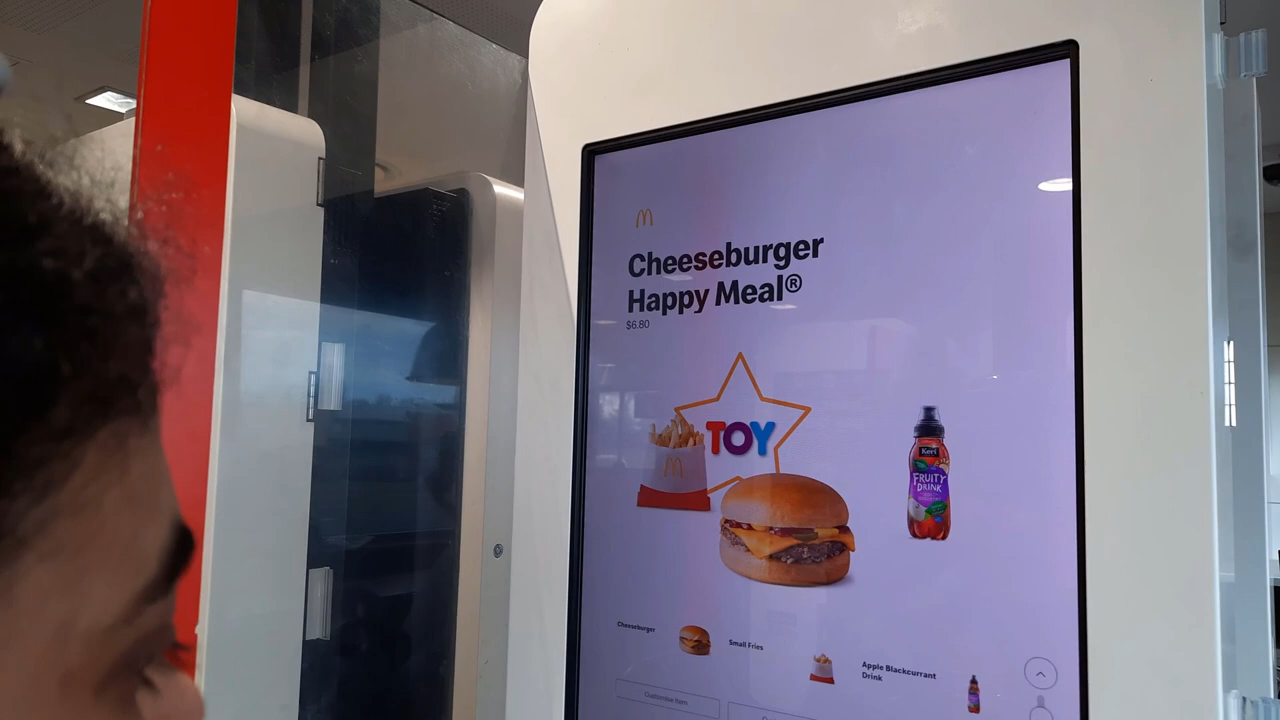 Cheeseburger
Happy Meal®
$6.80
TOY
Keri
FRUITY
DRINK
Cheeseburger
Small Fries
Apple Blackcurrant
Drink
Customise Item